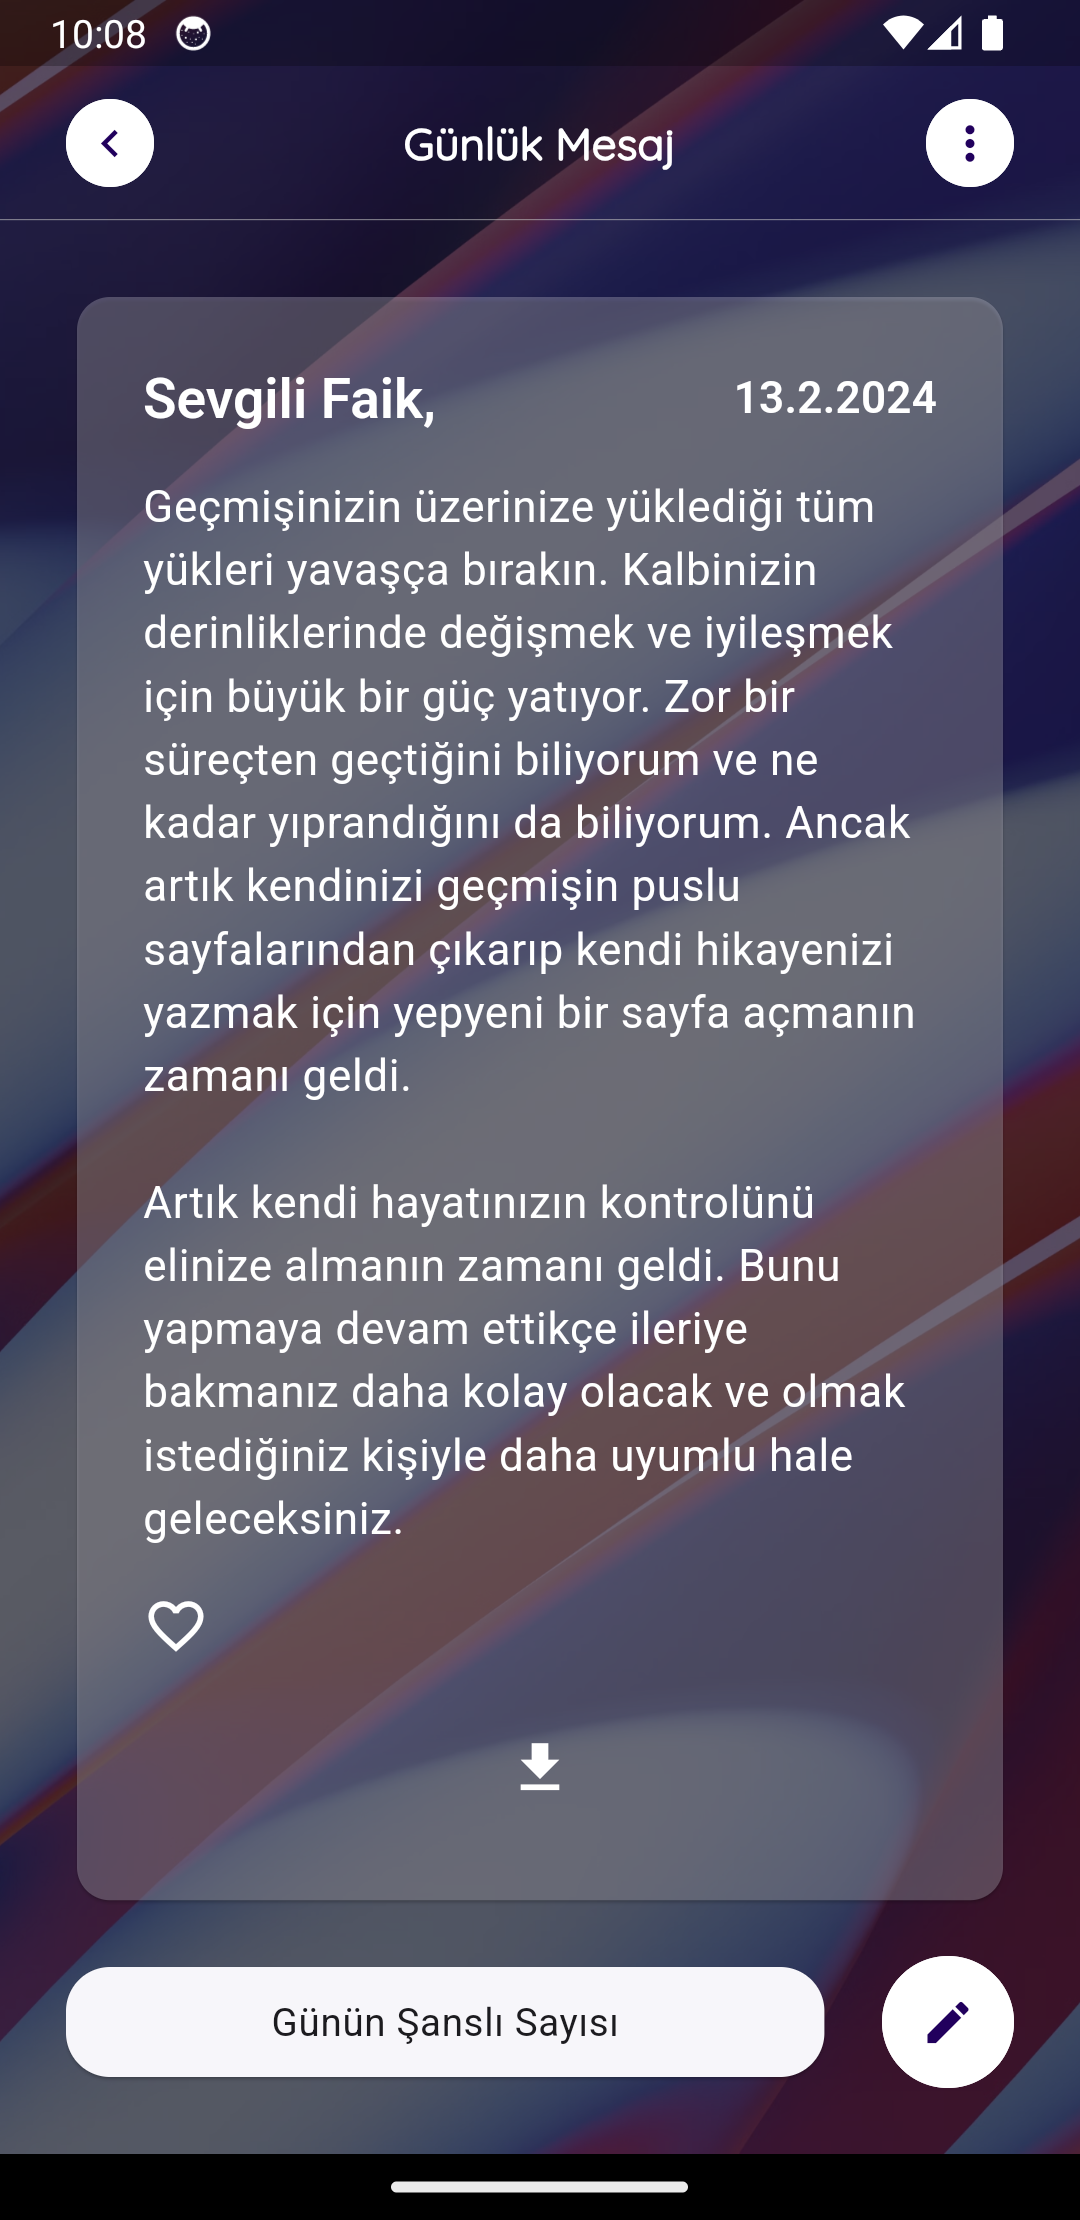 10:08
Günlük Mesaj
Sevgili Faik,
13.2.2024
Geçmişinizin üzerinize yüklediği tüm
yükleri yavaşça bırakın. Kalbinizin
derinliklerinde değişmek ve iyileşmek
için büyük bir güç yatıyor. Zor bir
süreçten geçtiğini biliyorum ve ne
kadar yıprandığını da biliyorum. Ancak
artık kendinizi geçmişin puslu
sayfalarından çıkarıp kendi hikayenizi
yazmak için yepyeni bir sayfa açmanın
zamanı geldi.
Artık kendi hayatınızın kontrolünü
elinize almanın zamanı geldi. Bunu
yapmaya devam ettikçe ileriye
bakmanız daha kolay olacak ve olmak
istediğiniz kişiyle daha uyumlu hale
geleceksiniz.
Günün Şanslı Sayısı